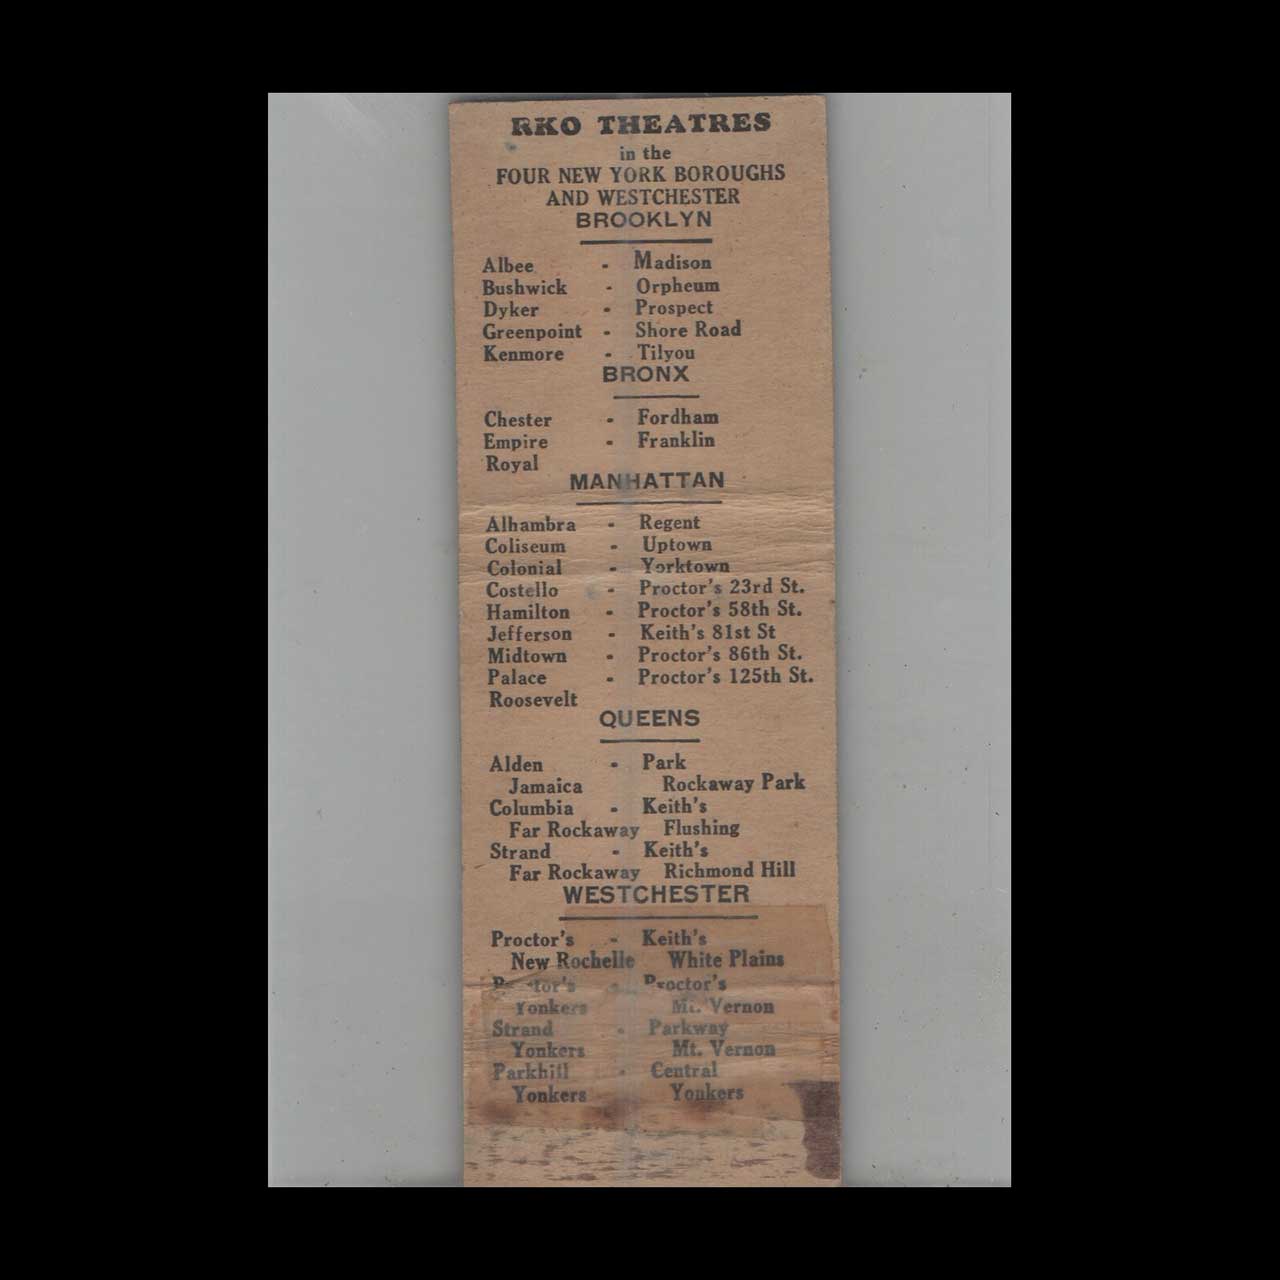 RKO THEATRES
in the
FOUR NEW YORK BOROUGHS
AND WESTCHESTER
BROOKLYN
Albee - Madison
Bushwick - Orpheum
Dyker - Prospect
Greenpoint - Shore Road
Kenmore - Tilyou
BRONX
Chester - Fordham
Empire - Franklin
Royal
MANHATTAN
Alhambra - Regent
Coliseum - Uptown
Colonial - Yorktown
Costello - Proctor's 23rd St.
Hamilton - Proctor's 58th St.
Jefferson - Keith's 81st St
Midtown - Proctor's 86th St.
Palace - Proctor's 125th St.
Roosevelt
QUEENS
Alden - Park
Jamaica Rockaway Park
Columbia - Keith's
Far Rockaway Flushing
Strand - Keith's
Far Rockaway Richmond Hill
WESTCHESTER
Proctor's - Keith's
New Rochelle White Plains
Proctor's - Proctor's
Yonkers Mt. Vernon
Strand - Parkway
Yonkers Mt. Vernon
Parkhill - Central
Yonkers Yonkers